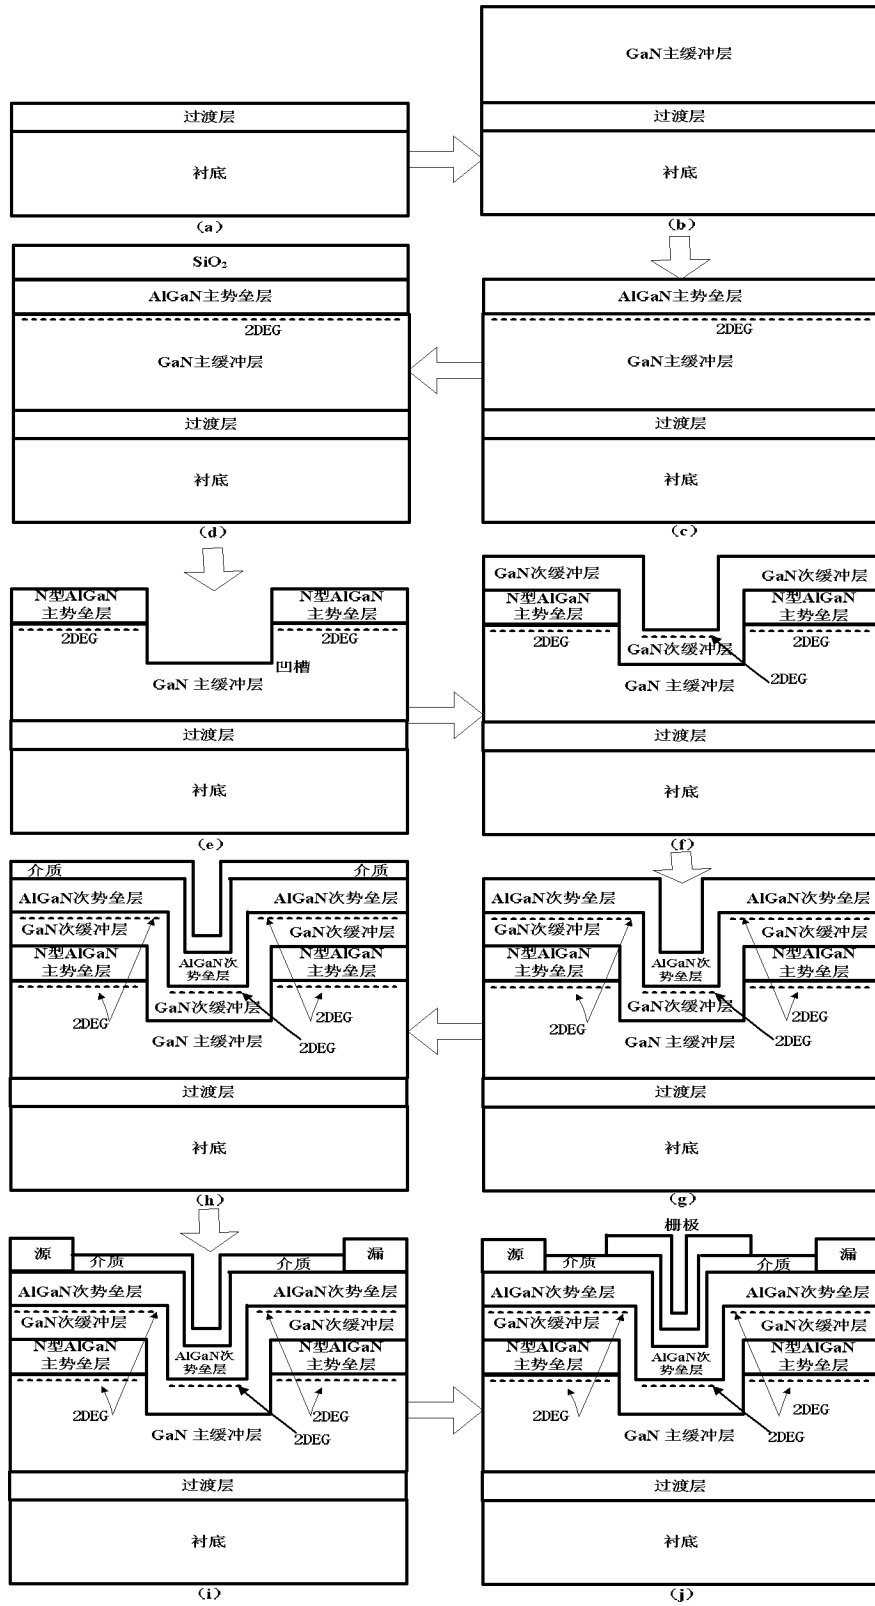 过渡层
衬底
(a)
GaN主缓冲层
过渡层
衬底
(b)
AlGaN主势垒层
2DEG
GaN主缓冲层
过渡层
衬底
(c)
SiO₂
AlGaN主势垒层
2DEG
GaN主缓冲层
过渡层
衬底
(d)
N型AlGaN
主势垒层
N型AlGaN
主势垒层
2DEG
2DEG
凹槽
GaN 主缓冲层
过渡层
衬底
(e)
GaN次缓冲层
GaN次缓冲层
N型AlGaN
主势垒层
N型AlGaN
主势垒层
2DEG
GaN次缓冲层
2DEG
2DEG
GaN 主缓冲层
过渡层
衬底
(f)
AlGaN次势垒层
AlGaN次势垒层
GaN次缓冲层
GaN次缓冲层
N型AlGaN
主势垒层
AlGaN次
势垒层
N型AlGaN
主势垒层
GaN次缓冲层
2DEG
2DEG
2DEG
GaN 主缓冲层
过渡层
衬底
(g)
介质
介质
AlGaN次势垒层
AlGaN次势垒层
GaN次缓冲层
GaN次缓冲层
N型AlGaN
主势垒层
AlGaN次
势垒层
N型AlGaN
主势垒层
GaN次缓冲层
2DEG
2DEG
2DEG
GaN 主缓冲层
过渡层
衬底
(h)
源
介质
介质
漏
AlGaN次势垒层
AlGaN次势垒层
GaN次缓冲层
GaN次缓冲层
N型AlGaN
主势垒层
AlGaN次
势垒层
N型AlGaN
主势垒层
2DEG
2DEG
2DEG
GaN 主缓冲层
过渡层
衬底
(i)
栅极
源
介质
介质
漏
AlGaN次势垒层
AlGaN次势垒层
GaN次缓冲层
GaN次缓冲层
N型AlGaN
主势垒层
AlGaN次
势垒层
N型AlGaN
主势垒层
2DEG
2DEG
2DEG
GaN 主缓冲层
过渡层
衬底
(j)